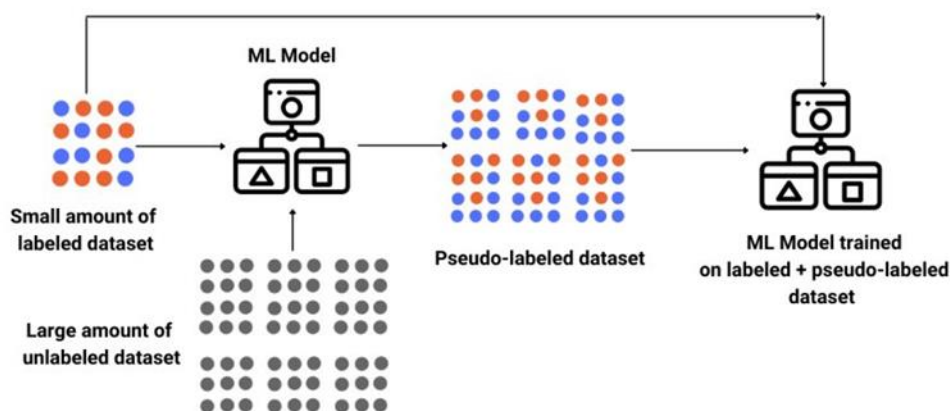 ML Model
Small amount of
labeled dataset
Pseudo-labeled dataset
ML Model trained
on labeled + pseudo-labeled
dataset
Large amount of
unlabeled dataset